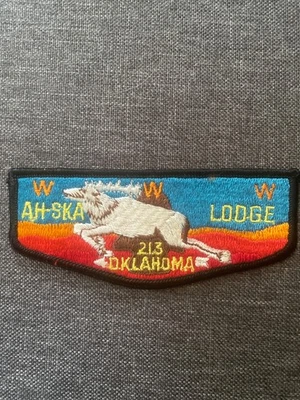 W W W
AH-SKA LODGE
213
OKLAHOMA